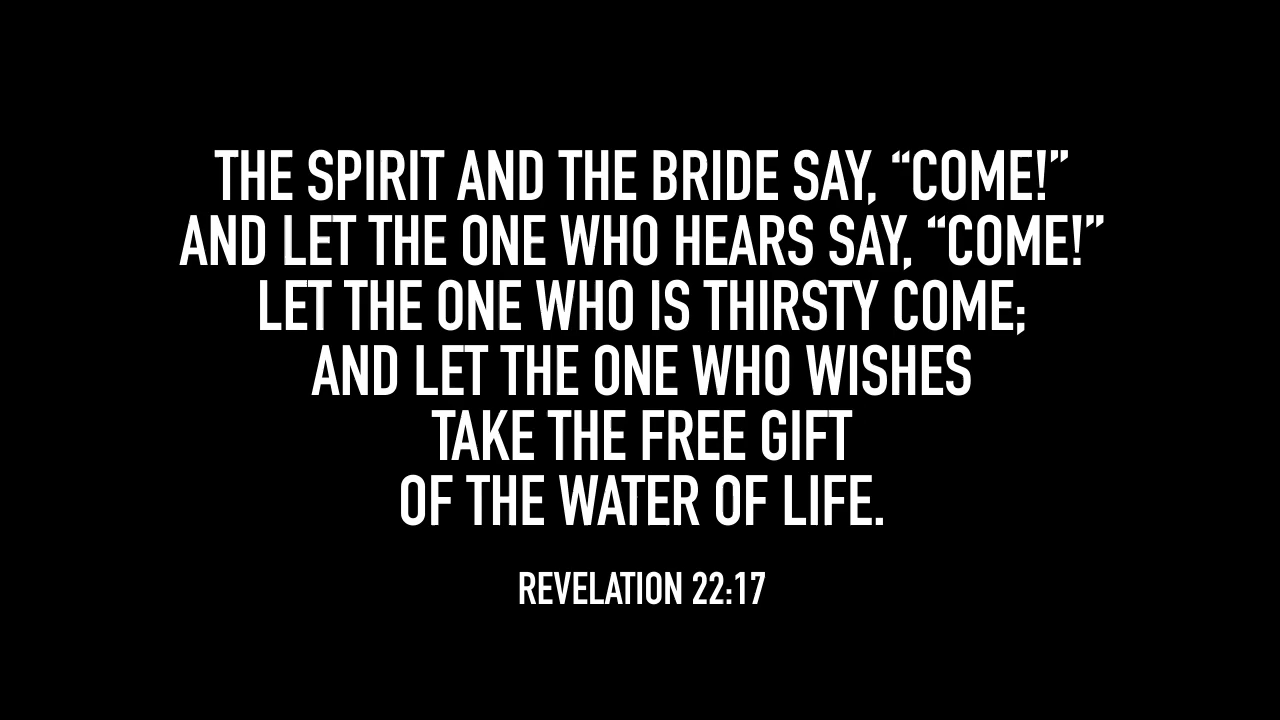 THE SPIRIT AND THE BRIDE SAY, “COME!”
AND LET THE ONE WHO HEARS SAY, “COME!”
LET THE ONE WHO IS THIRSTY COME;
AND LET THE ONE WHO WISHES
TAKE THE FREE GIFT
OF THE WATER OF LIFE.
REVELATION 22:17